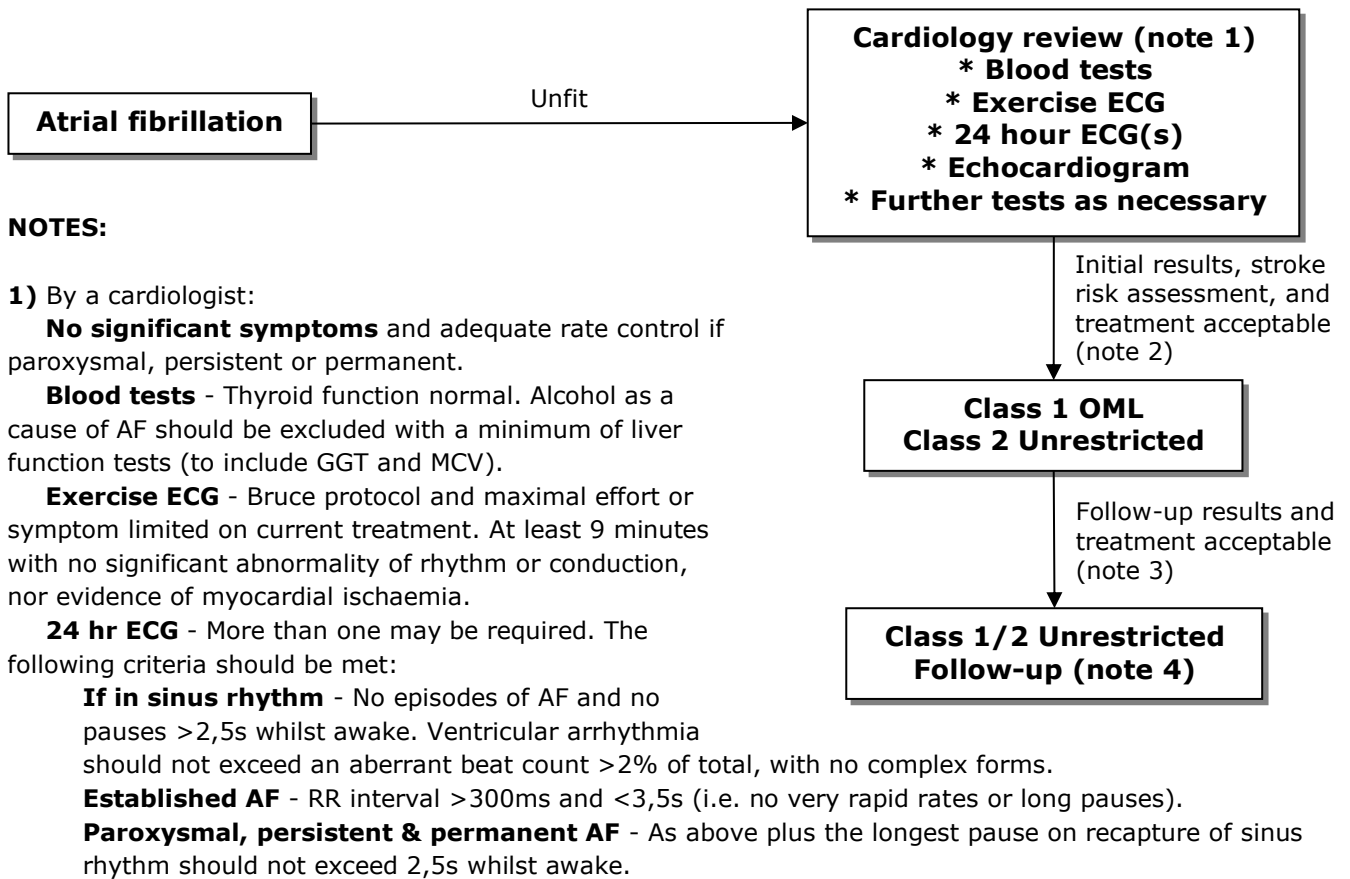 Atrial fibrillation
Unfit
Cardiology review (note 1)
* Blood tests
* Exercise ECG
* 24 hour ECG(s)
* Echocardiogram
* Further tests as necessary
Initial results, stroke
risk assessment, and
treatment acceptable
(note 2)
Class 1 OML
Class 2 Unrestricted
Follow-up results and
treatment acceptable
(note 3)
Class 1/2 Unrestricted
Follow-up (note 4)
NOTES:
1) By a cardiologist:
No significant symptoms and adequate rate control if
paroxysmal, persistent or permanent.
Blood tests - Thyroid function normal. Alcohol as a
cause of AF should be excluded with a minimum of liver
function tests (to include GGT and MCV).
Exercise ECG - Bruce protocol and maximal effort or
symptom limited on current treatment. At least 9 minutes
with no significant abnormality of rhythm or conduction,
nor evidence of myocardial ischaemia.
24 hr ECG - More than one may be required. The
following criteria should be met:
If in sinus rhythm - No episodes of AF and no
pauses >2,5s whilst awake. Ventricular arrhythmia
should not exceed an aberrant beat count >2% of total, with no complex forms.
Established AF - RR interval >300ms and <3,5s (i.e. no very rapid rates or long pauses).
Paroxysmal, persistent & permanent AF - As above plus the longest pause on recapture of sinus
rhythm should not exceed 2,5s whilst awake.